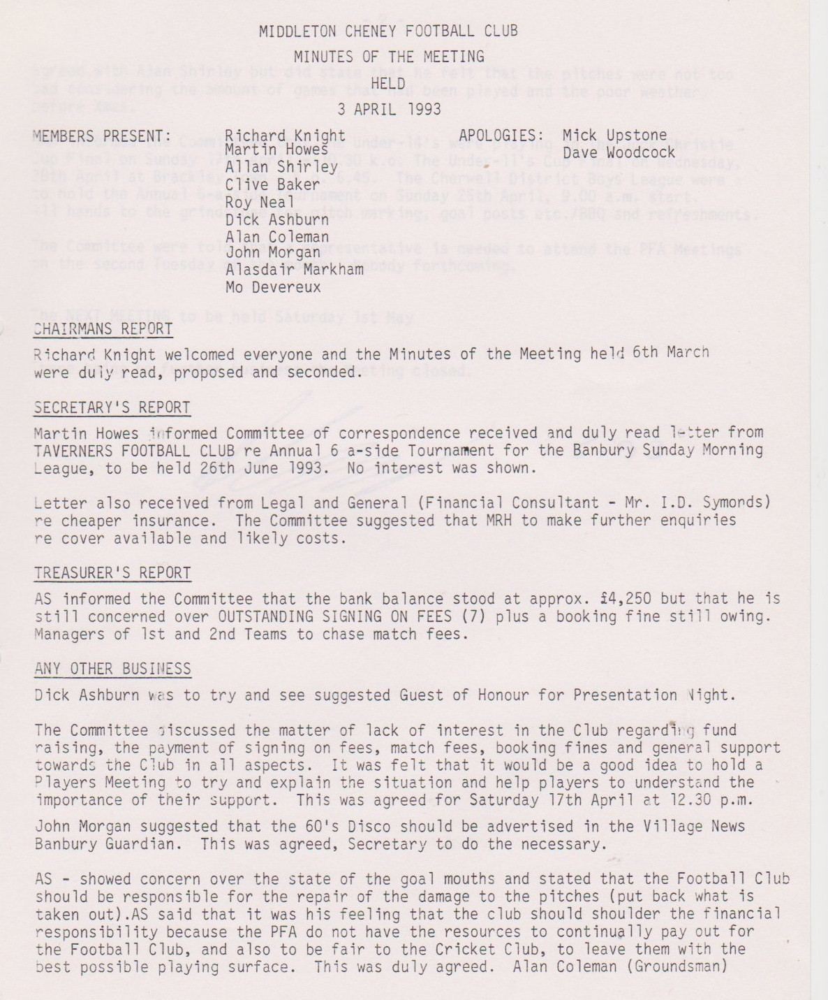 MIDDLETON CHENEY FOOTBALL CLUB
MINUTES OF THE MEETING
HELD
3 APRIL 1993
MEMBERS PRESENT: Richard Knight APOLOGIES: Mick Upstone
Martin Howes Dave Woodcock
Allan Shirley
Clive Baker
Roy Neal
Dick Ashburn
Alan Coleman
John Morgan
Alasdair Markham
Mo Devereux
CHAIRMANS REPORT
Richard Knight welcomed everyone and the Minutes of the Meeting held 6th March
were duly read, proposed and seconded.
SECRETARY'S REPORT
Martin Howes informed Committee of correspondence received and duly read letter from
TAVERNERS FOOTBALL CLUB re Annual 6 a-side Tournament for the Banbury Sunday Morning
League, to be held 26th June 1993. No interest was shown.
Letter also received from Legal and General (Financial Consultant - Mr. I.D. Symonds)
re cheaper insurance. The Committee suggested that MRH to make further enquiries
re cover available and likely costs.
TREASURER'S REPORT
AS informed the Committee that the bank balance stood at approx. £4,250 but that he is
still concerned over OUTSTANDING SIGNING ON FEES (7) plus a booking fine still owing.
Managers of 1st and 2nd Teams to chase match fees.
ANY OTHER BUSINESS
Dick Ashburn was to try and see suggested Guest of Honour for Presentation Night.
The Committee discussed the matter of lack of interest in the Club regarding fund
raising, the payment of signing on fees, match fees, booking fines and general support
towards the Club in all aspects. It was felt that it would be a good idea to hold a
Players Meeting to try and explain the situation and help players to understand the
importance of their support. This was agreed for Saturday 17th April at 12.30 p.m.
John Morgan suggested that the 60's Disco should be advertised in the Village News
Banbury Guardian. This was agreed, Secretary to do the necessary.
AS - showed concern over the state of the goal mouths and stated that the Football Club
should be responsible for the repair of the damage to the pitches (put back what is
taken out).AS said that it was his feeling that the club should shoulder the financial
responsibility because the PFA do not have the resources to continually pay out for
the Football Club, and also to be fair to the Cricket Club, to leave them with the
best possible playing surface. This was duly agreed. Alan Coleman (Groundsman)